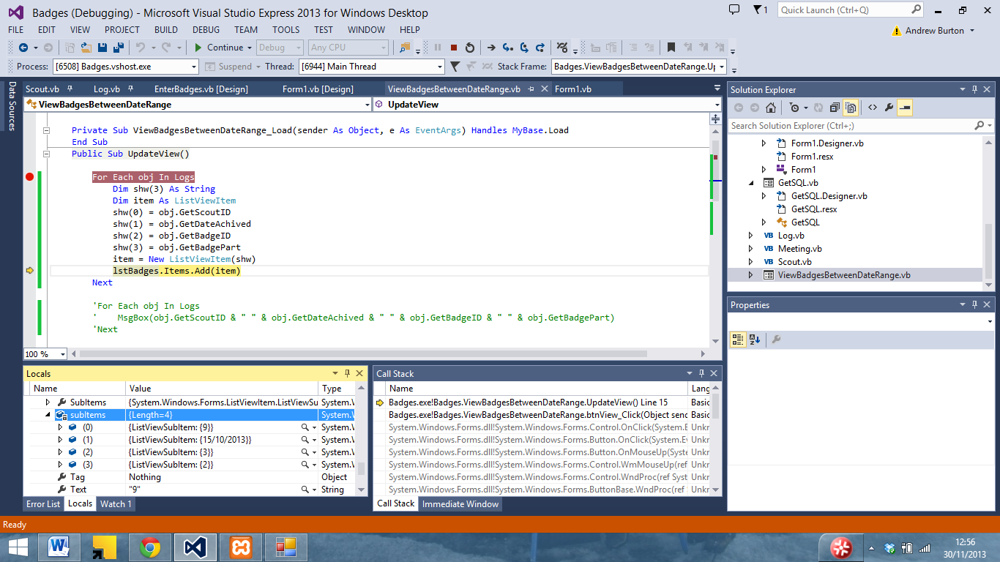 Badges (Debugging) - Microsoft Visual Studio Express 2013 for Windows Desktop
1
Quick Launch (Ctrl+Q)
FILE EDIT VIEW PROJECT BUILD DEBUG TEAM TOOLS TEST WINDOW HELP
Andrew Burton
Continue Debug Any CPU
Process: [6508] Badges.vshost.exe Suspend Thread: [6944] Main Thread Stack Frame: Badges.ViewBadgesBetweenDateRange.Up
Data Sources
Scout.vb Log.vb EnterBadges.vb [Design] Form1.vb [Design] ViewBadgesBetweenDateRange.vb Form1.vb
ViewBadgesBetweenDateRange UpdateView
Private Sub ViewBadgesBetweenDateRange_Load(sender As Object, e As EventArgs) Handles MyBase.Load
End Sub
Public Sub UpdateView()
For Each obj In Logs
Dim shw(3) As String
Dim item As ListViewItem
shw(0) = obj.GetScoutID
shw(1) = obj.GetDateAchived
shw(2) = obj.GetBadgeID
shw(3) = obj.GetBadgePart
item = New ListViewItem(shw)
lstBadges.Items.Add(item)
Next
'For Each obj In Logs
' MsgBox(obj.GetScoutID & " " & obj.GetDateAchived & " " & obj.GetBadgeID & " " & obj.GetBadgePart)
'Next
100 %
Solution Explorer
Search Solution Explorer (Ctrl+;)
Form1.Designer.vb
Form1.resx
Form1
GetSQL.vb
GetSQL.Designer.vb
GetSQL.resx
GetSQL
VB Log.vb
VB Meeting.vb
VB Scout.vb
ViewBadgesBetweenDateRange.vb
Properties
Locals
Name Value Type
SubItems {System.Windows.Forms.ListViewItem.ListViewSu System.W
subItems {Length=4} System.W
(0) {ListViewSubItem: {9}} System.W
(1) {ListViewSubItem: {15/10/2013}} System.W
(2) {ListViewSubItem: {3}} System.W
(3) {ListViewSubItem: {2}} System.W
Tag Nothing Object
Text "9" String
Error List Locals Watch 1
Call Stack
Name Lang
Badges.exe!Badges.ViewBadgesBetweenDateRange.UpdateView() Line 15 Basic
Badges.exe!Badges.ViewBadgesBetweenDateRange.btnView_Click(Object send Basic
System.Windows.Forms.dll!System.Windows.Forms.Control.OnClick(System.E Unkn
System.Windows.Forms.dll!System.Windows.Forms.Button.OnClick(System.Ev Unkn
System.Windows.Forms.dll!System.Windows.Forms.Button.OnMouseUp(Syst Unkn
System.Windows.Forms.dll!System.Windows.Forms.Control.WmMouseUp(ref Unkn
System.Windows.Forms.dll!System.Windows.Forms.Control.WndProc(ref Syst Unkn
System.Windows.Forms.dll!System.Windows.Forms.ButtonBase.WndProc(ref Unkn
Call Stack Immediate Window
Ready
12:56
30/11/2013